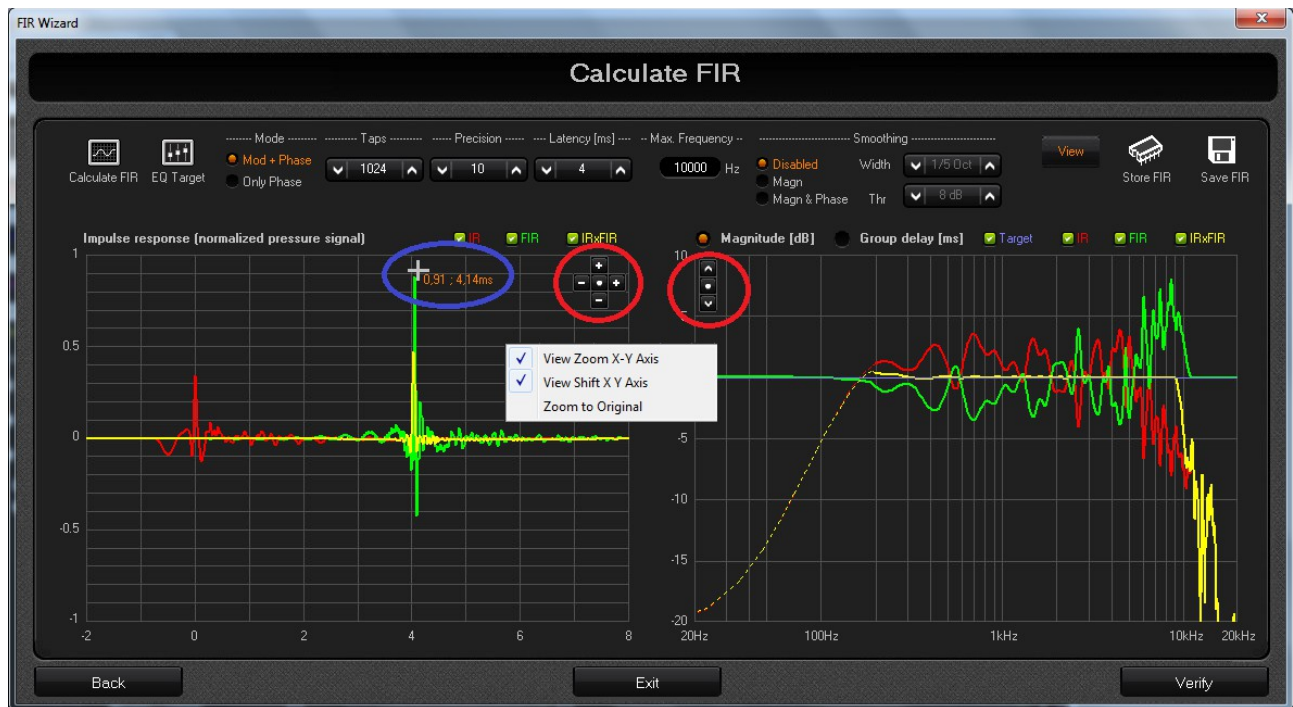 FIR Wizard
Calculate FIR
------- Mode -------- --------- Taps --------- ----- Precision ----- ---- Latency [ms] ---- -- Max. Frequency -- ---------------------- Smoothing ---------------------
Calculate FIR
EQ Target
Mod + Phase
Only Phase
1024
10
4
10000 Hz
Disabled
Magn
Magn & Phase
Width 1/5 Oct
Thr 8 dB
View
Store FIR
Save FIR
Impulse response (normalized pressure signal) IR FIR IRxFIR
Magnitude [dB] Group delay [ms] Target IR FIR IRxFIR
0,91 ; 4,14ms
View Zoom X-Y Axis
View Shift X Y Axis
Zoom to Original
1
0.5
0
-0.5
-1
-2 0 2 4 6 8
10
-5
-10
-15
-20
20Hz 100Hz 1kHz 10kHz 20kHz
Back
Exit
Verify